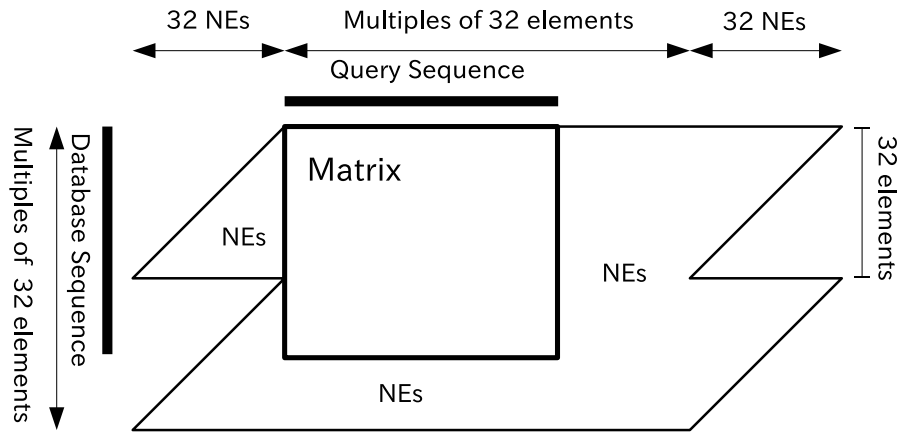 32 NEs
Multiples of 32 elements
32 NEs
Query Sequence
Matrix
NEs
NEs
NEs
Database Sequence
Multiples of 32 elements
32 elements